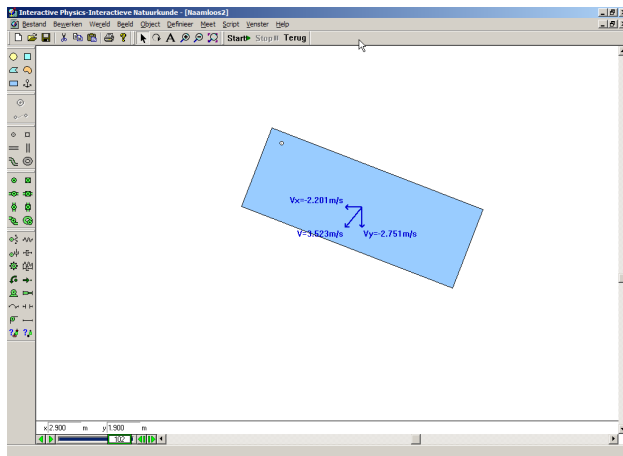 Interactive Physics-Interactieve Natuurkunde - [Naamloos2]
Bestand Bewerken Wereld Beeld Object Defineer Meet Script Venster Help
Start Stop Terug
Vx=-2.201m/s
V=3.523m/s Vy=-2.751m/s
x 2.900 m y 1.900 m
102